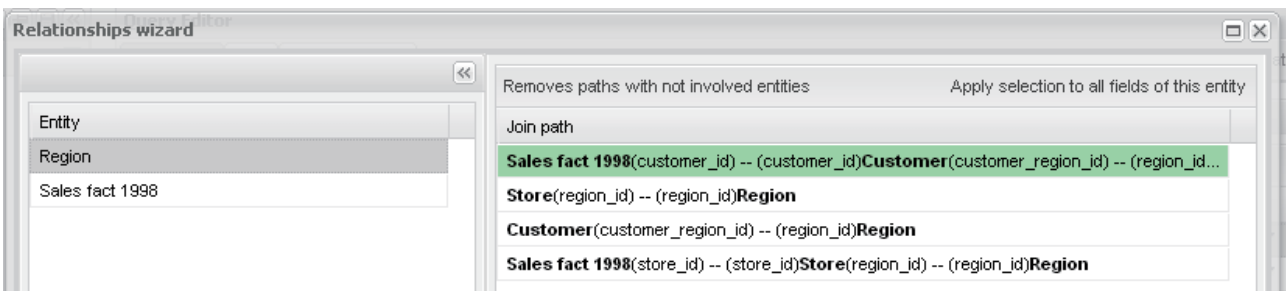 Query Editor
Relationships wizard
Removes paths with not involved entities
Apply selection to all fields of this entity
Entity
Join path
Region
Sales fact 1998(customer_id) -- (customer_id)Customer(customer_region_id) -- (region_id...
Sales fact 1998
Store(region_id) -- (region_id)Region
Customer(customer_region_id) -- (region_id)Region
Sales fact 1998(store_id) -- (store_id)Store(region_id) -- (region_id)Region